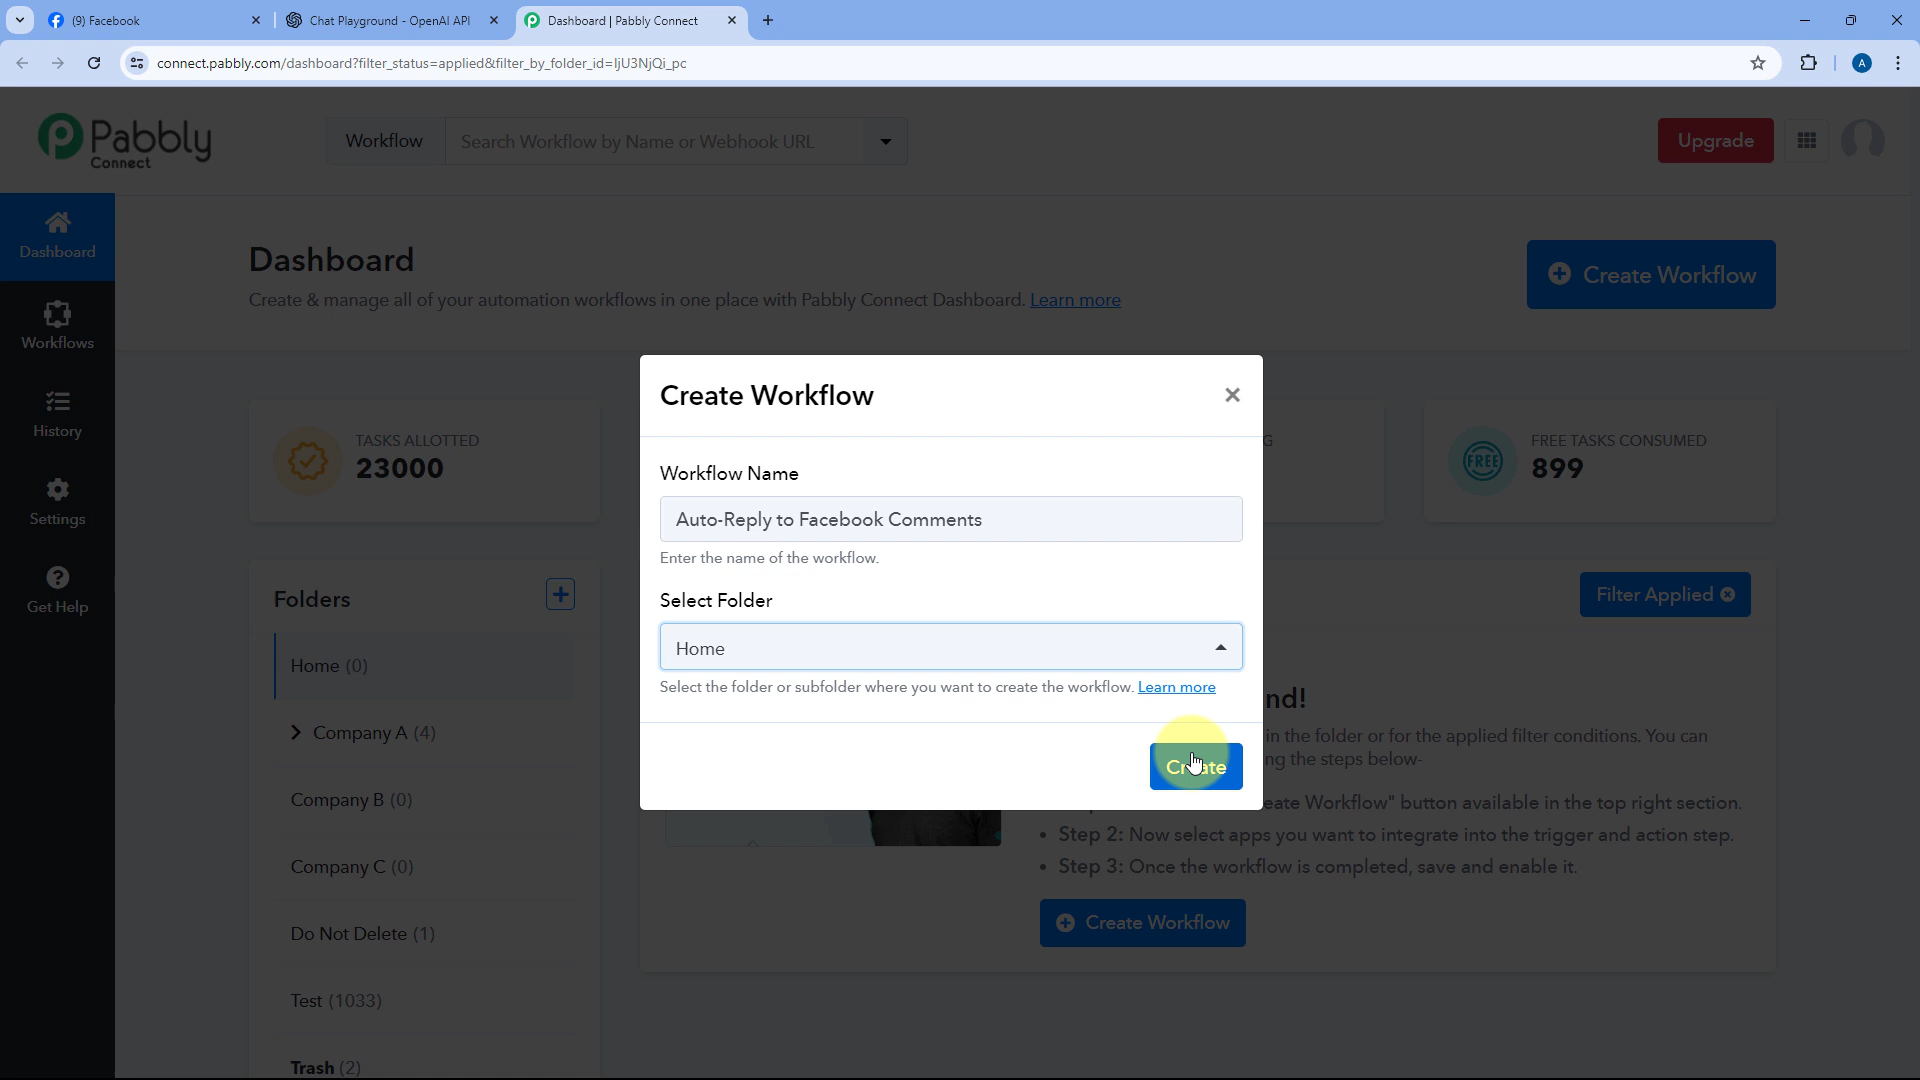 (9) Facebook
Chat Playground - OpenAI API
Dashboard | Pabbly Connect
connect.pabbly.com/dashboard?filter_status=applied&filter_by_folder_id=IjU3NjQi_pc
A
Pabbly
Connect
Workflow
Search Workflow by Name or Webhook URL
Upgrade
Dashboard
Workflows
History
Settings
Get Help
Dashboard
Create & manage all of your automation workflows in one place with Pabbly Connect Dashboard. Learn more
Create Workflow
TASKS ALLOTTED
23000
G
FREE
FREE TASKS CONSUMED
899
Create Workflow
Workflow Name
Auto-Reply to Facebook Comments
Enter the name of the workflow.
Select Folder
Home
Select the folder or subfolder where you want to create the workflow. Learn more
Create
Folders
Home (0)
Company A (4)
Company B (0)
Company C (0)
Do Not Delete (1)
Test (1033)
Trash (2)
Filter Applied
nd!
in the folder or for the applied filter conditions. You can
ng the steps below-
eate Workflow" button available in the top right section.
• Step 2: Now select apps you want to integrate into the trigger and action step.
• Step 3: Once the workflow is completed, save and enable it.
Create Workflow